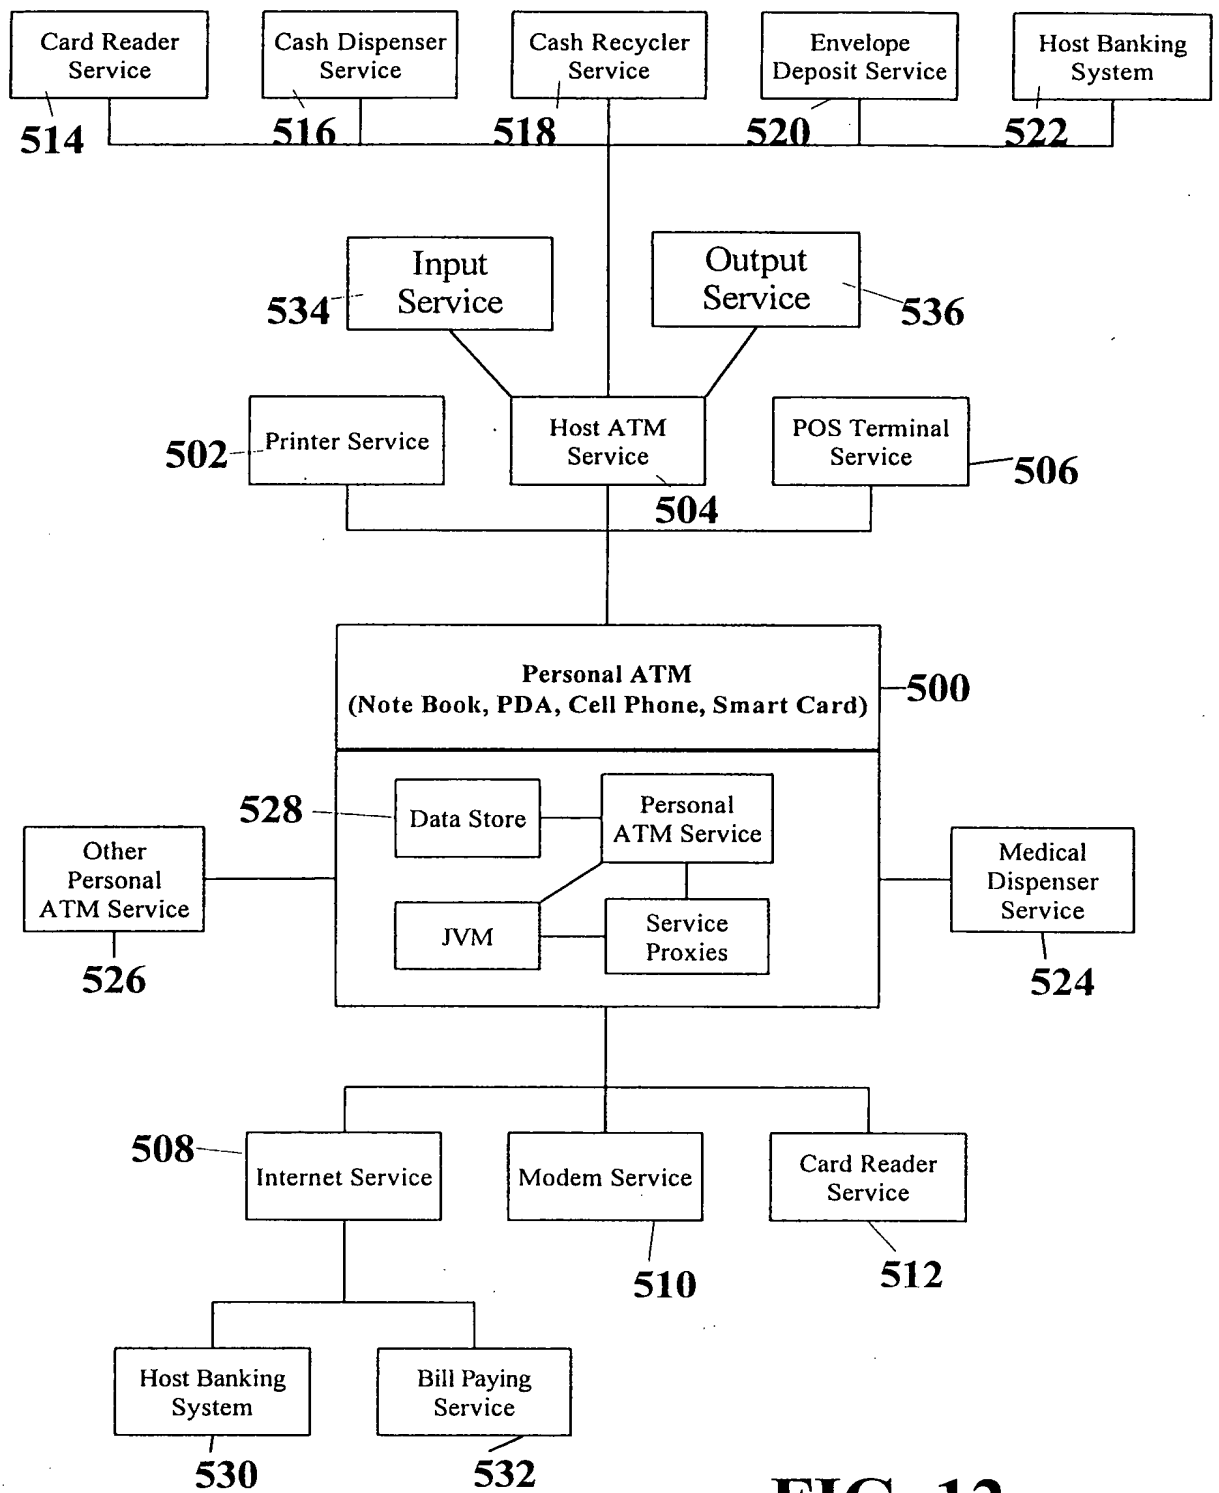 Card Reader
Service
Cash Dispenser
Service
Cash Recycler
Service
Envelope
Deposit Service
Host Banking
System
514
516
518
520
522
Input
Service
534
Output
Service
536
Printer Service
502
Host ATM
Service
504
POS Terminal
Service
506
Personal ATM
(Note Book, PDA, Cell Phone, Smart Card)
500
528
Data Store
Personal
ATM Service
JVM
Service
Proxies
Other
Personal
ATM Service
526
Medical
Dispenser
Service
524
508
Internet Service
Modem Service
510
Card Reader
Service
512
Host Banking
System
530
Bill Paying
Service
532
FIG. 12